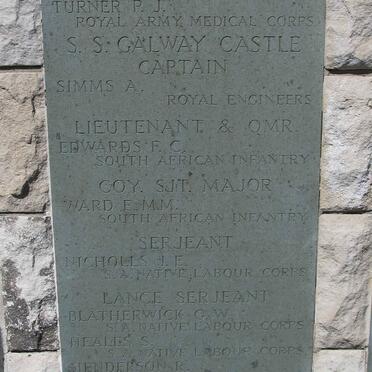 TURNER P. J.
ROYAL ARMY MEDICAL CORPS
S. S. GALWAY CASTLE
CAPTAIN
SIMMS A.
ROYAL ENGINEERS
LIEUTENANT & QMR.
EDWARDS F. C.
SOUTH AFRICAN INFANTRY
COY. SJT. MAJOR
WARD E. M. M.
SOUTH AFRICAN INFANTRY
SERJEANT
NICHOLLS J. E.
S. A. NATIVE LABOUR CORPS
LANCE SERJEANT
BLATHERWICK G. W.
S. A. NATIVE LABOUR CORPS
HEALES S.
S. A. NATIVE LABOUR CORPS
HENDERSON R.